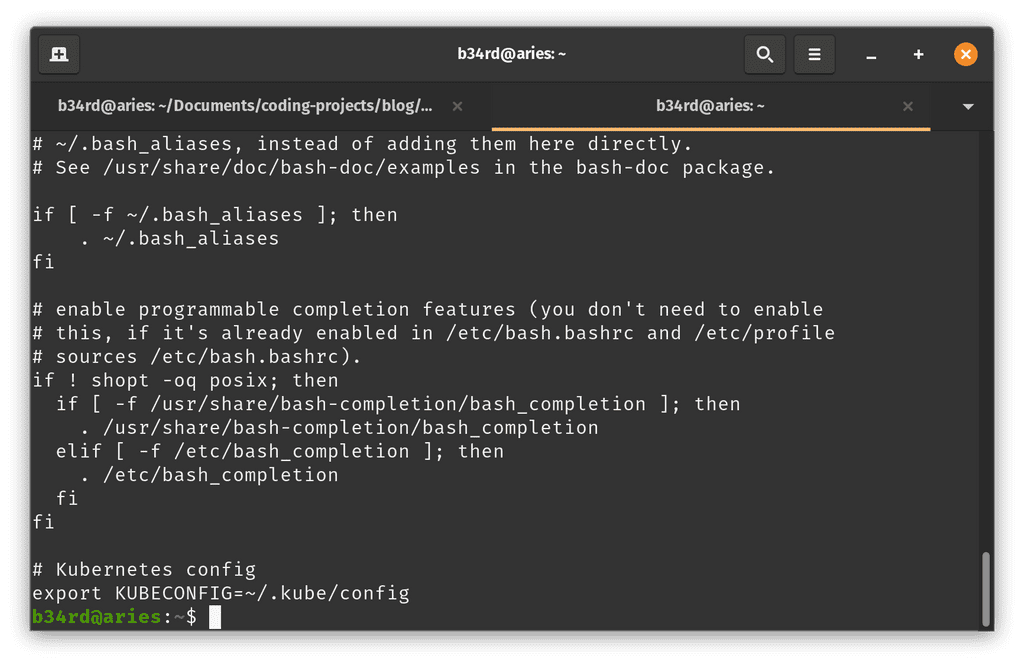 b34rd@aries: ~
b34rd@aries: ~/Documents/coding-projects/blog/...
b34rd@aries: ~
# ~/.bash_aliases, instead of adding them here directly.
# See /usr/share/doc/bash-doc/examples in the bash-doc package.
if [ -f ~/.bash_aliases ]; then
    . ~/.bash_aliases
fi
# enable programmable completion features (you don't need to enable
# this, if it's already enabled in /etc/bash.bashrc and /etc/profile
# sources /etc/bash.bashrc).
if ! shopt -oq posix; then
  if [ -f /usr/share/bash-completion/bash_completion ]; then
    . /usr/share/bash-completion/bash_completion
  elif [ -f /etc/bash_completion ]; then
    . /etc/bash_completion
  fi
fi
# Kubernetes config
export KUBECONFIG=~/.kube/config
b34rd@aries:~$